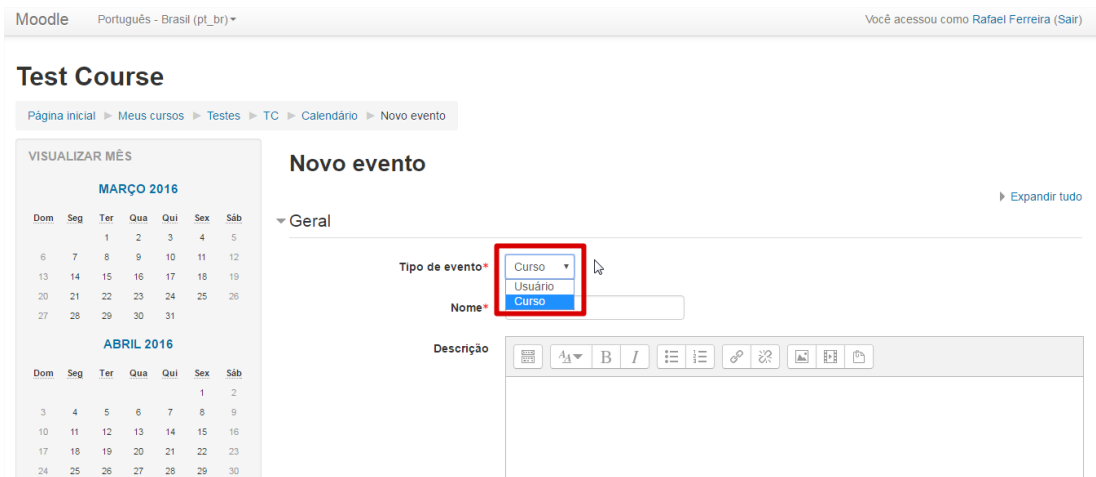 Moodle Português - Brasil (pt_br) Você acessou como Rafael Ferreira (Sair)
Test Course
Página inicial ▶ Meus cursos ▶ Testes ▶ TC ▶ Calendário ▶ Novo evento
VISUALIZAR MÊS
MARÇO 2016
Dom Seg Ter Qua Qui Sex Sáb
1 2 3 4 5
6 7 8 9 10 11 12
13 14 15 16 17 18 19
20 21 22 23 24 25 26
27 28 29 30 31
ABRIL 2016
Dom Seg Ter Qua Qui Sex Sáb
1 2
3 4 5 6 7 8 9
10 11 12 13 14 15 16
17 18 19 20 21 22 23
24 25 26 27 28 29 30
Novo evento
Expandir tudo
Geral
Tipo de evento* Curso
Usuário
Curso
Nome*
Descrição